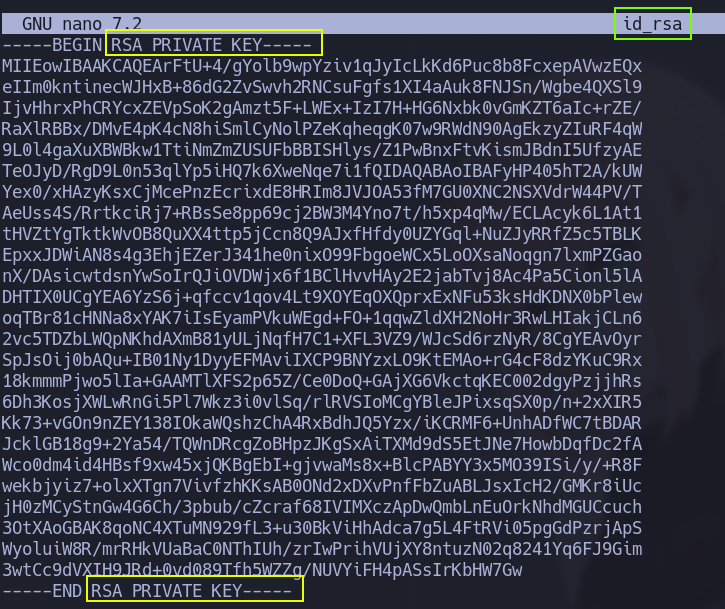 GNU nano 7.2 id_rsa
-----BEGIN RSA PRIVATE KEY-----
MIIEowIBAAKCAQEArFtU+4/gYolb9wpYziv1qJyIcLkKd6Puc8b8FcxepAVwzEQx
eIIm0kntinecWJHxB+86dG2ZvSwvh2RNCsuFgfs1XI4aAuk8FNJSn/Wgbe4QXSl9
IjvHhrxPhCRYcxZEVpSoK2gAmzt5F+LWEx+IzI7H+HG6Nxbk0vGmKZT6aIc+rZE/
RaXlRBBx/DMvE4pK4cN8hiSmlCyNolPZeKqheqgK07w9RWdN90AgEkzyZIuRF4qW
9L0l4gaXuXBWBkw1TtiNmZmZUSUFbBBISHlys/Z1PwBnxFtvKismJBdnI5UfzyAE
TeOJyD/RgD9L0n53qlYp5iHQ7k6XweNqe7i1fQIDAQABAoIBAFyHP405hT2A/kUW
Yex0/xHAzyKsxCjMcePnzEcrixdE8HRIm8JVJOA53fM7GU0XNC2NSXVdrW44PV/T
AeUss4S/RrtkciRj7+RBsSe8pp69cj2BW3M4Yno7t/h5xp4qMw/ECLAcyk6L1At1
tHVZtYgTktkWvOB8QuXX4ttp5jCcn8Q9AJxfHfdy0UZYGql+NuZJyRRfZ5c5TBLK
EpxxJDWiAN8s4g3EhjEZerJ341he0nixO99FbgoeWCx5LoOXsaNoqgn7lxmPZGao
nX/DAsicwtdsnYwSoIrQJiOVDWjx6f1BClHvvHAy2E2jabTvj8Ac4Pa5Cionl5lA
DHTIX0UCgYEA6YzS6j+qfccv1qov4Lt9XOYEqOXQprxExNFu53ksHdKDNX0bPlew
oqTBr81cHNNa8xYAK7iIsEyamPVkuWEgd+FO+1qqwZldXH2NoHr3RwLHIakjCLn6
2vc5TDZbLWQpNKhdAXmB81yULjNqfH7C1+XFL3VZ9/WJcSd6rzNyR/8CgYEAvOyr
SpJsOij0bAQu+IB01Ny1DyyEFMAviIXCP9BNYzxLO9KtEMAo+rG4cF8dzYKuC9Rx
18kmmmPjwo5lIa+GAAMTlXFS2p65Z/Ce0DoQ+GAjXG6VkctqKEC002dgyPzjjhRs
6Dh3KosjXWLwRnGi5Pl7Wkz3i0vlSq/rlRVSIoMCgYBleJPixsqSX0p/n+2xXIR5
Kk73+vGOn9nZEY138IOkaWQshzChA4RxBdhJQ5Yzx/iKCRMF6+UnhADfWC7tBDAR
JcklGB18g9+2Ya54/TQWnDRcgZoBHpzJKgSxAiTXMd9dS5EtJNe7HowbDqfDc2fA
Wco0dm4id4HBsf9xw45xjQKBgEbI+gjvwaMs8x+BlcPABYY3x5MO39ISi/y/+R8F
wekbjyiz7+olxXTgn7VivfzhKKsAB0ONd2xDXvPnfFbZuABLJsxIcH2/GMKr8iUc
jH0zMCyStnGw4G6Ch/3pbub/cZcraf68IVIMXczApDwQmbLnEuOrkNhdMGUCcuch
3OtXAoGBAK8qoNC4XTuMN929fL3+u30BkViHhAdca7g5L4FtRVi05pgGdPzrjApS
WyoluiW8R/mrRHkVUaBaC0NThIUh/zrIwPrihVUjXY8ntuzN02q8241Yq6FJ9Gim
3wtCc9dVXIH9JRd+0vd089Tfh5WZZg/NUVYiFH4pASsIrKbHW7Gw
-----END RSA PRIVATE KEY-----